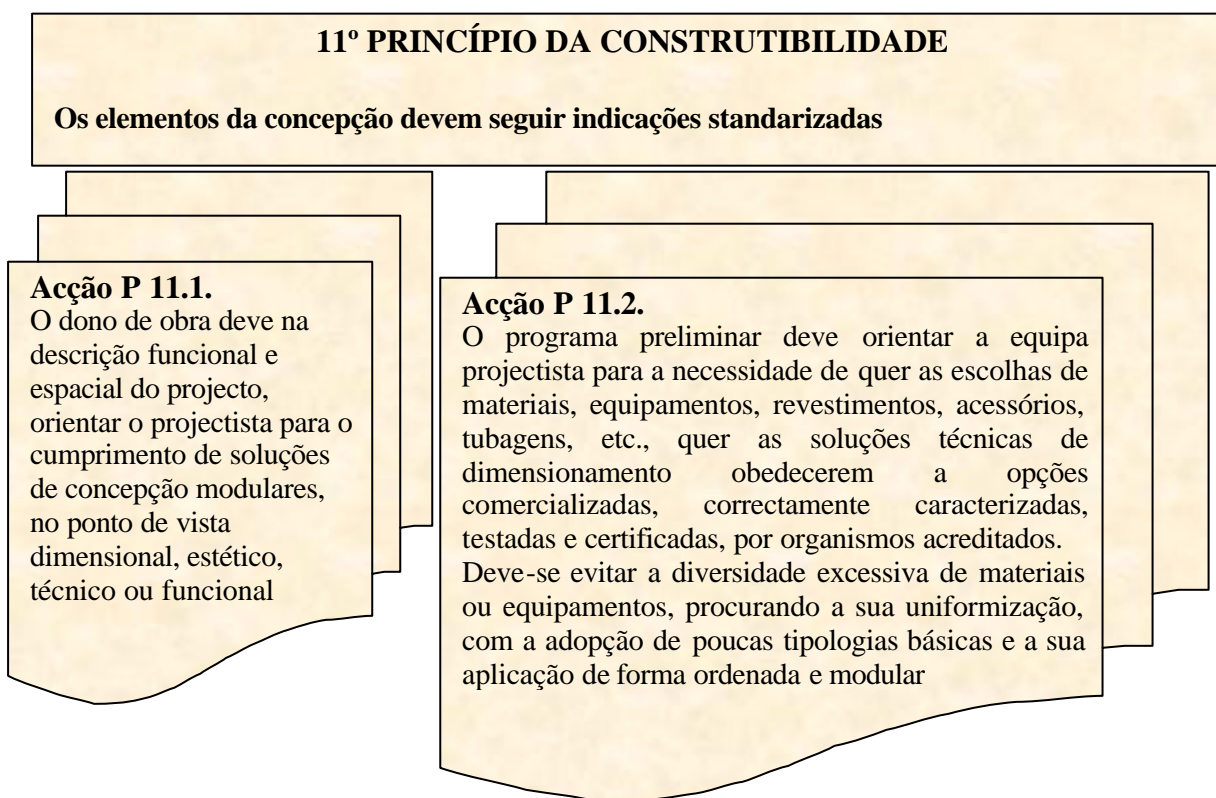 11º PRINCÍPIO DA CONSTRUTIBILIDADE
Os elementos da concepção devem seguir indicações standarizadas
Acção P 11.1.
O dono de obra deve na
descrição funcional e
espacial do projecto,
orientar o projectista para o
cumprimento de soluções
de concepção modulares,
no ponto de vista
dimensional, estético,
técnico ou funcional
Acção P 11.2.
O programa preliminar deve orientar a equipa
projectista para a necessidade de quer as escolhas de
materiais, equipamentos, revestimentos, acessórios,
tubagens, etc., quer as soluções técnicas de
dimensionamento obedecerem a opções
comercializadas, correctamente caracterizadas,
testadas e certificadas, por organismos acreditados.
Deve-se evitar a diversidade excessiva de materiais
ou equipamentos, procurando a sua uniformização,
com a adopção de poucas tipologias básicas e a sua
aplicação de forma ordenada e modular